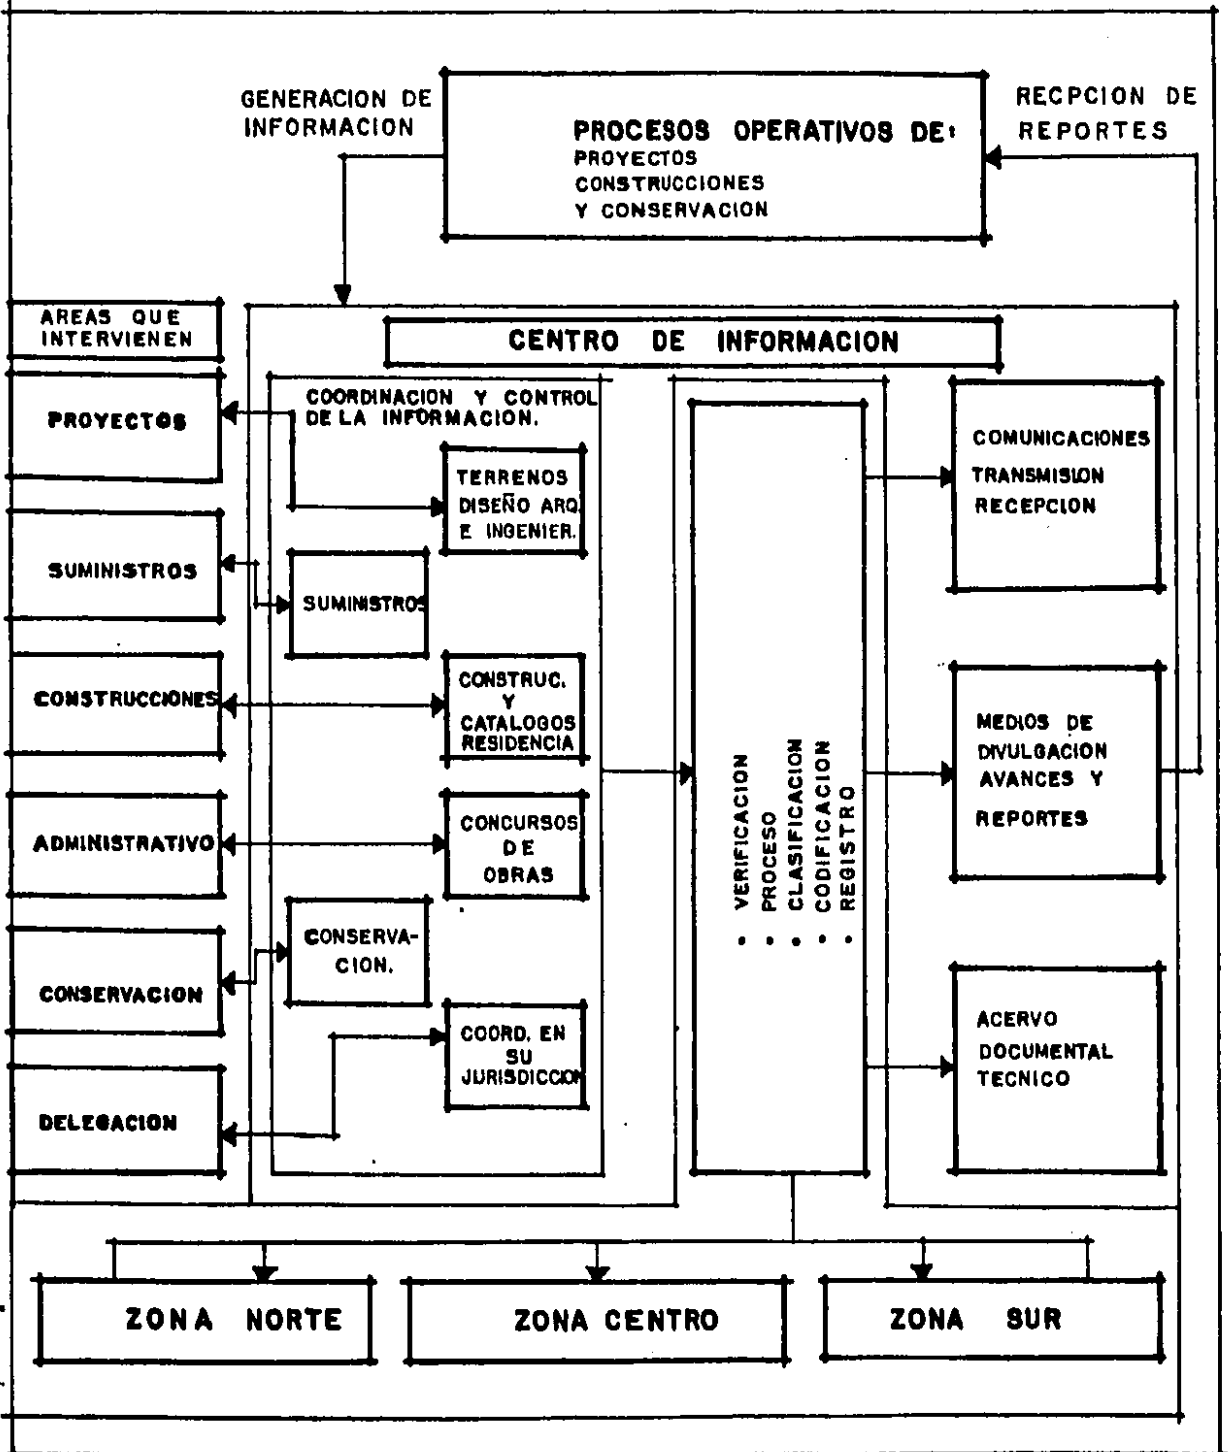 GENERACION DE
INFORMACION
PROCESOS OPERATIVOS DE:
PROYECTOS
CONSTRUCCIONES
Y CONSERVACION
RECPCION DE
REPORTES
AREAS QUE
INTERVIENEN
CENTRO DE INFORMACION
PROYECTOS
SUMINISTROS
CONSTRUCCIONES
ADMINISTRATIVO
CONSERVACION
DELEGACION
COORDINACION Y CONTROL
DE LA INFORMACION.
TERRENOS
DISEÑO ARQ.
E INGENIER.
SUMINISTROS
CONSTRUC.
Y
CATALOGOS
RESIDENCIA
CONCURSOS
DE
OBRAS
CONSERVA-
CION.
COORD. EN
SU
JURISDICCION
• VERIFICACION
• PROCESO
• CLASIFICACION
• CODIFICACION
• REGISTRO
COMUNICACIONES
TRANSMISION
RECEPCION
MEDIOS DE
DIVULGACION
AVANCES Y
REPORTES
ACERVO
DOCUMENTAL
TECNICO
ZONA NORTE
ZONA CENTRO
ZONA SUR